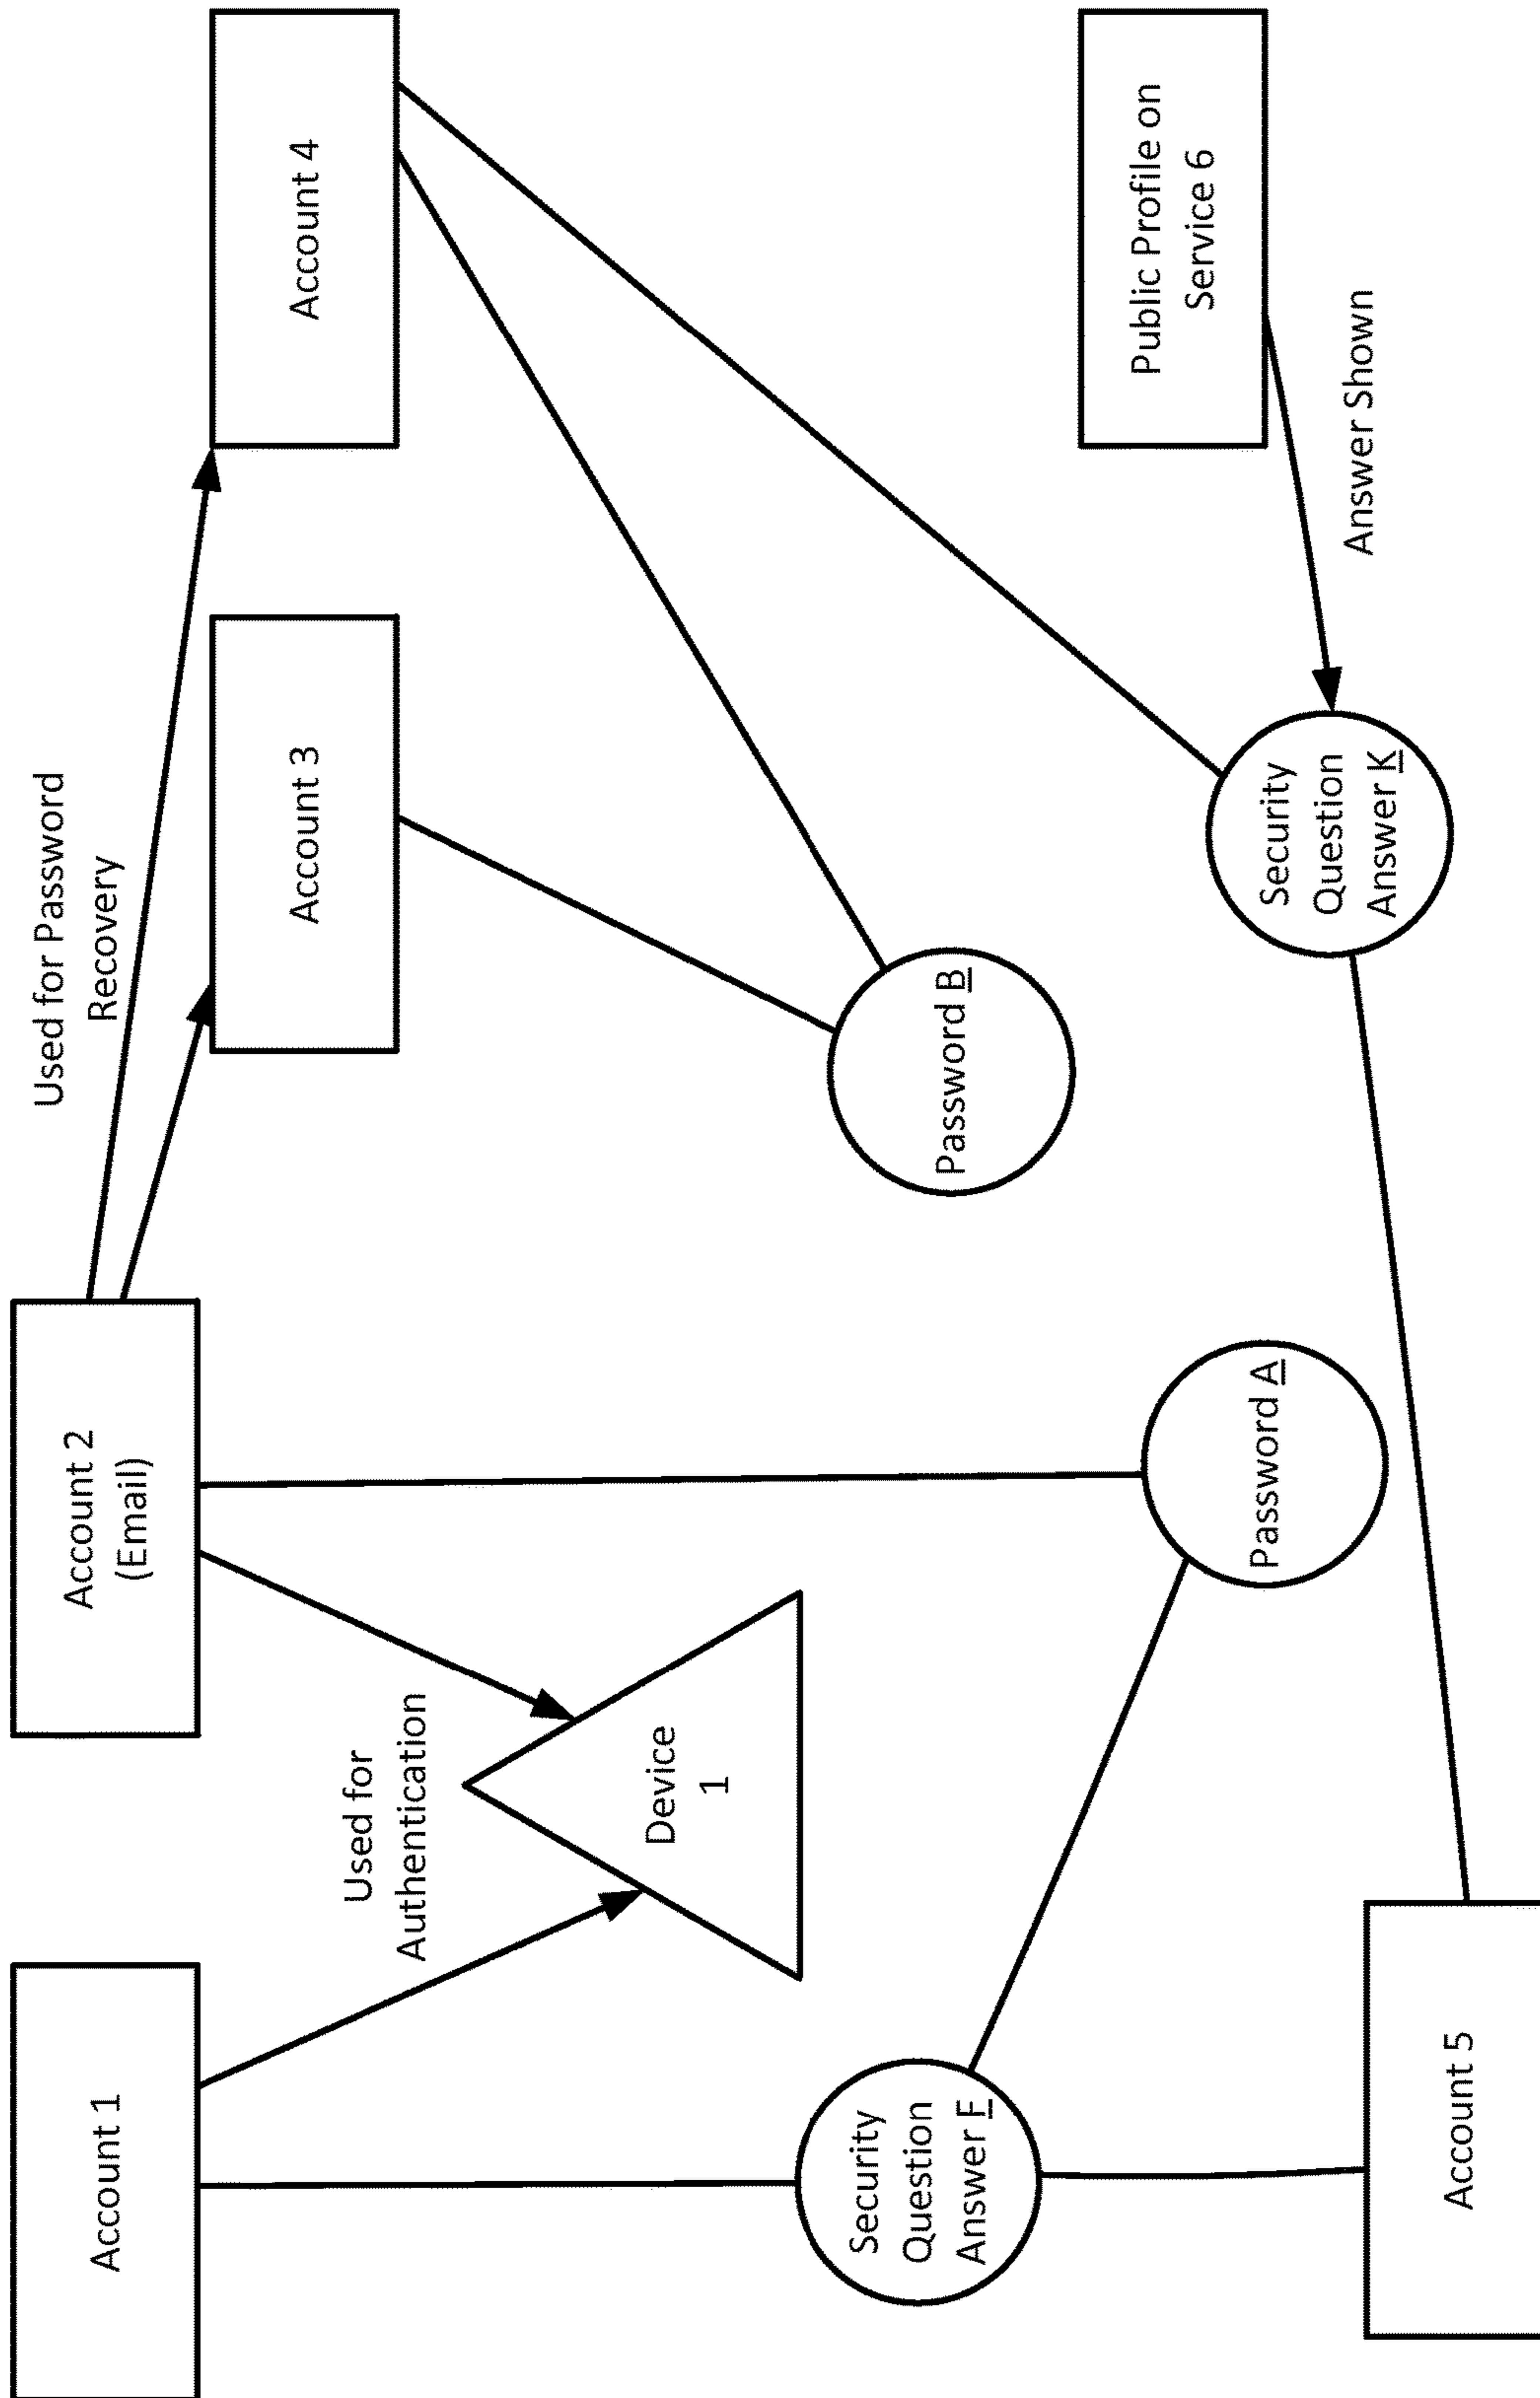 Account 1
Account 2
(Email)
Used for Password
Recovery
Account 3
Account 4
Used for
Authentication
Device
1
Security
Question
Answer F
Password A
Password B
Security
Question
Answer K
Public Profile on
Service 6
Answer Shown
Account 5